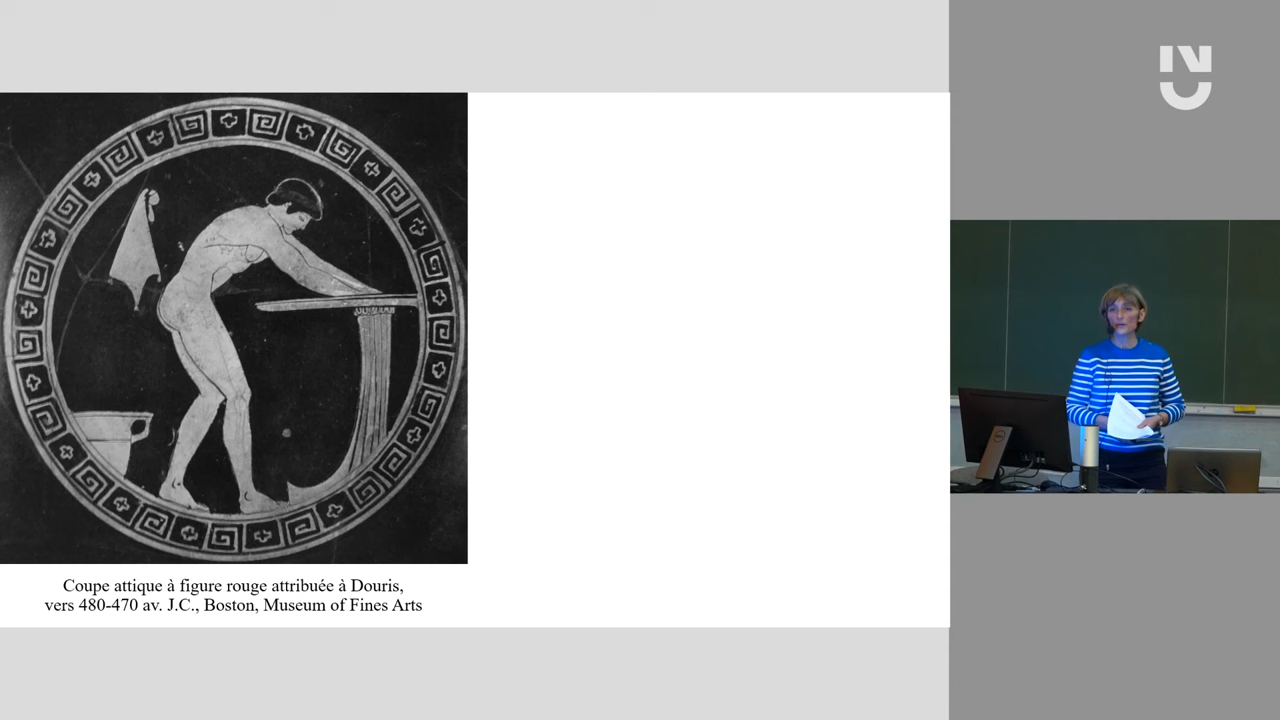 Coupe attique à figure rouge attribuée à Douris,
vers 480-470 av. J.C., Boston, Museum of Fines Arts